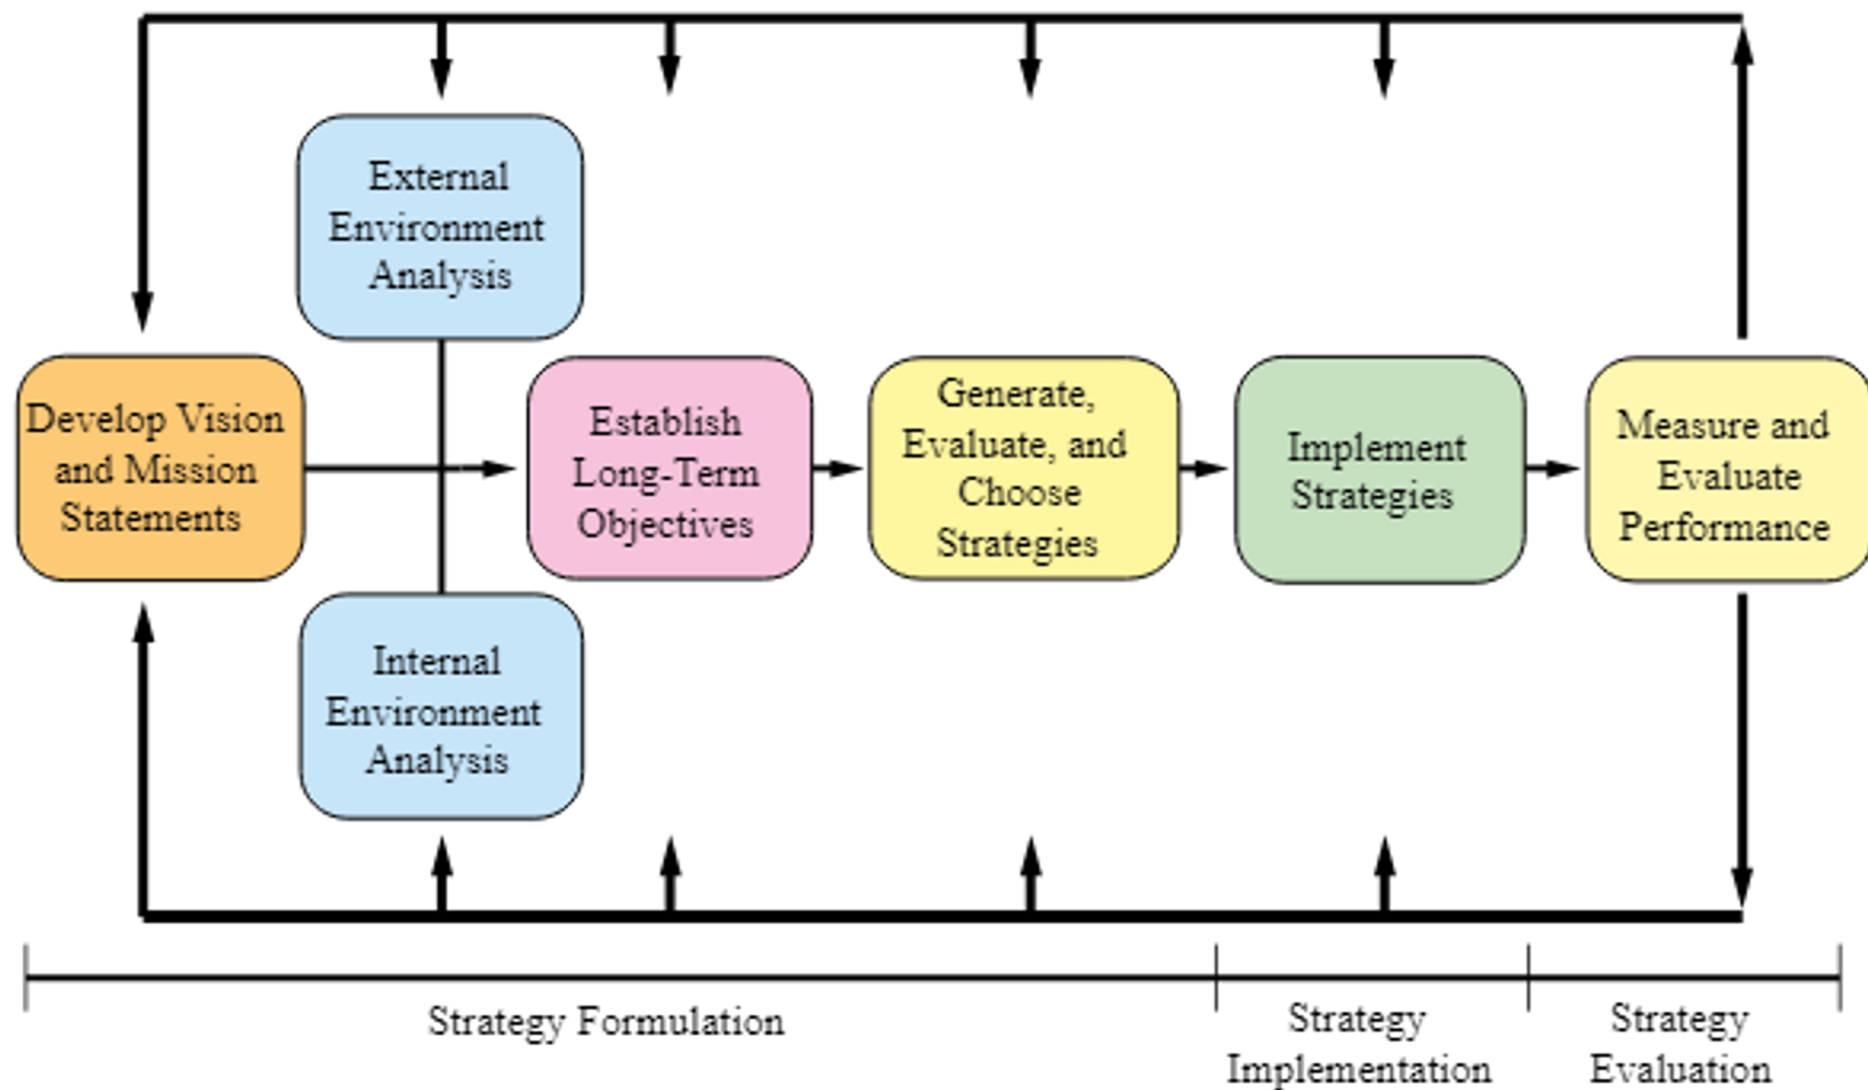 External
Environment
Analysis
Develop Vision
and Mission
Statements
Establish
Long-Term
Objectives
Generate,
Evaluate, and
Choose
Strategies
Implement
Strategies
Measure and
Evaluate
Performance
Internal
Environment
Analysis
Strategy Formulation
Strategy
Implementation
Strategy
Evaluation